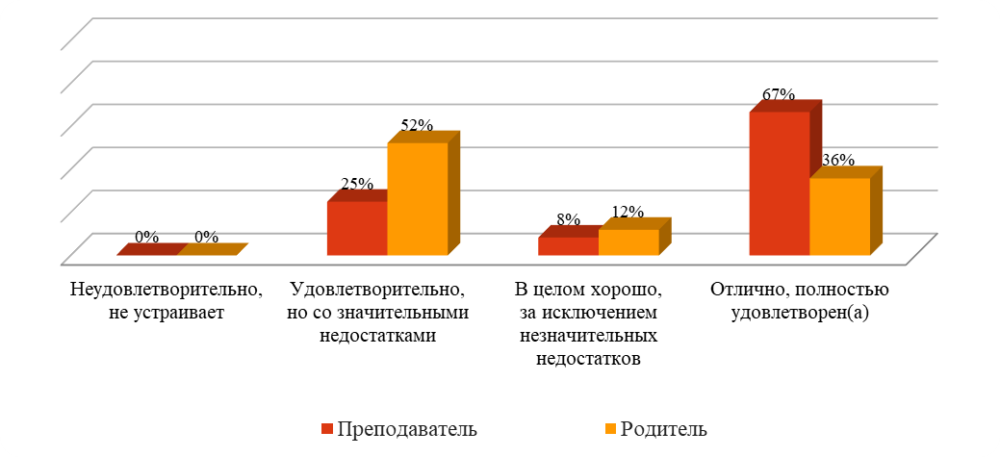 67%
52%
36%
25%
12%
8%
0%
0%
Неудовлетворительно,
не устраивает
Удовлетворительно,
но со значительными
недостатками
В целом хорошо,
за исключением
незначительных
недостатков
Отлично, полностью
удовлетворен(а)
Преподаватель
Родитель